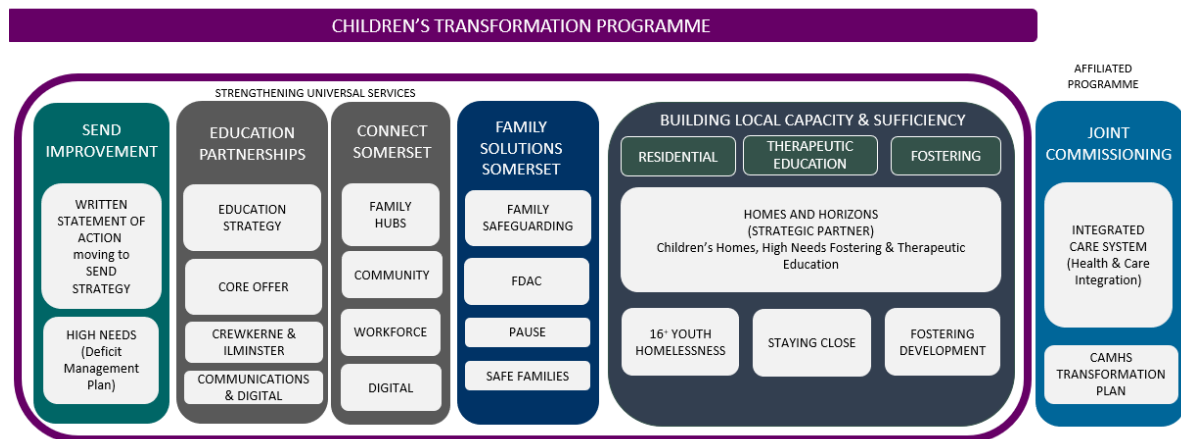 CHILDREN'S TRANSFORMATION PROGRAMME
AFFILIATED
PROGRAMME
STRENGTHENING UNIVERSAL SERVICES
SEND
IMPROVEMENT
WRITTEN
STATEMENT OF
ACTION
moving to
SEND
STRATEGY
HIGH NEEDS
(Deficit
Management
Plan)
EDUCATION
PARTNERSHIPS
EDUCATION
STRATEGY
CORE OFFER
CREWKERNE &
ILMINSTER
COMMUNICATIONS
& DIGITAL
CONNECT
SOMERSET
FAMILY
HUBS
COMMUNITY
WORKFORCE
DIGITAL
FAMILY
SOLUTIONS
SOMERSET
FAMILY
SAFEGUARDING
FDAC
PAUSE
SAFE FAMILIES
BUILDING LOCAL CAPACITY & SUFFICIENCY
RESIDENTIAL
THERAPEUTIC
EDUCATION
FOSTERING
HOMES AND HORIZONS
(STRATEGIC PARTNER)
Children's Homes, High Needs Fostering & Therapeutic
Education
16⁺ YOUTH
HOMELESSNESS
STAYING CLOSE
FOSTERING
DEVELOPMENT
JOINT
COMMISSIONING
INTEGRATED
CARE SYSTEM
(Health & Care
Integration)
CAMHS
TRANSFORMATION
PLAN